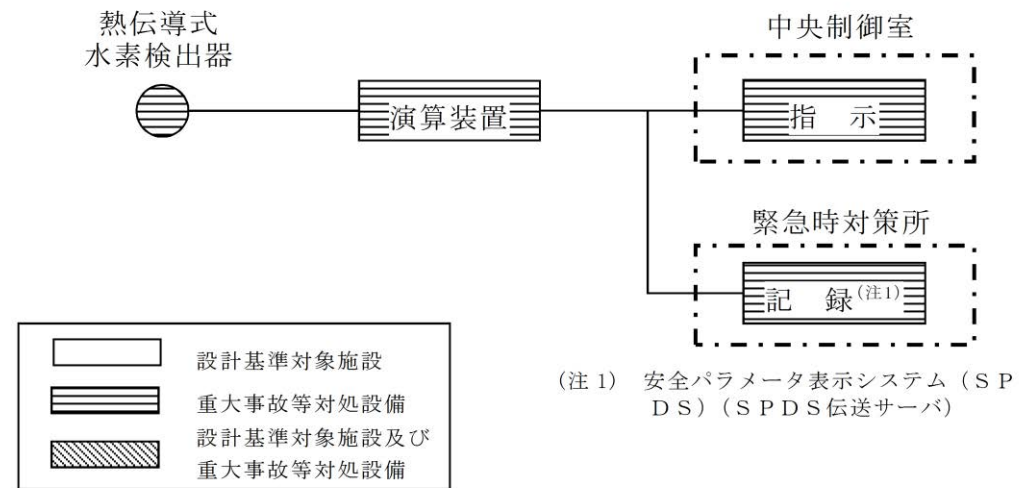 熱伝導式
水素検出器
演算装置
中央制御室
指　示
緊急時対策所
記　録(注1)
(注1)　安全パラメータ表示システム（ＳＰ
ＤＳ）（ＳＰＤＳ伝送サーバ）
設計基準対象施設
重大事故等対処設備
設計基準対象施設及び
重大事故等対処設備